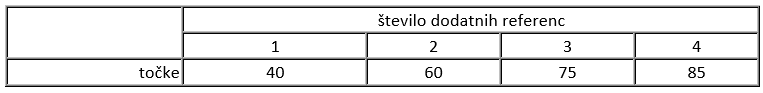 število dodatnih referenc
1 2 3 4
točke 40 60 75 85